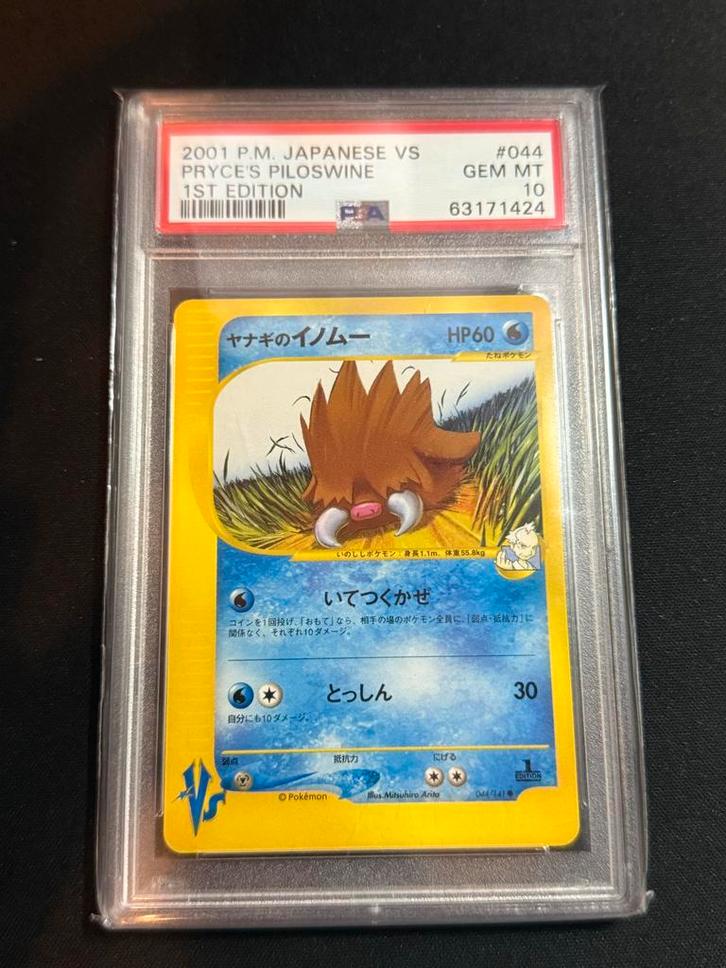 2001 P.M. JAPANESE VS #044
PRYCE'S PILOSWINE GEM MT
1ST EDITION 10
PSA 63171424
ヤナギのイノムー HP60
たねポケモン
いのししポケモン：身長1.1m、体重55.8kg
いてつくかぜ
コインを1回投げ、「おもて」なら、相手の場のポケモン全員に、「弱点・抵抗力」に
関係なく、それぞれ10ダメージ。
とっしん 30
自分にも10ダメージ。
弱点 抵抗力 にげる
1
EDITION
VS
©Pokémon Illus. Mitsuhiro Arita 044/141